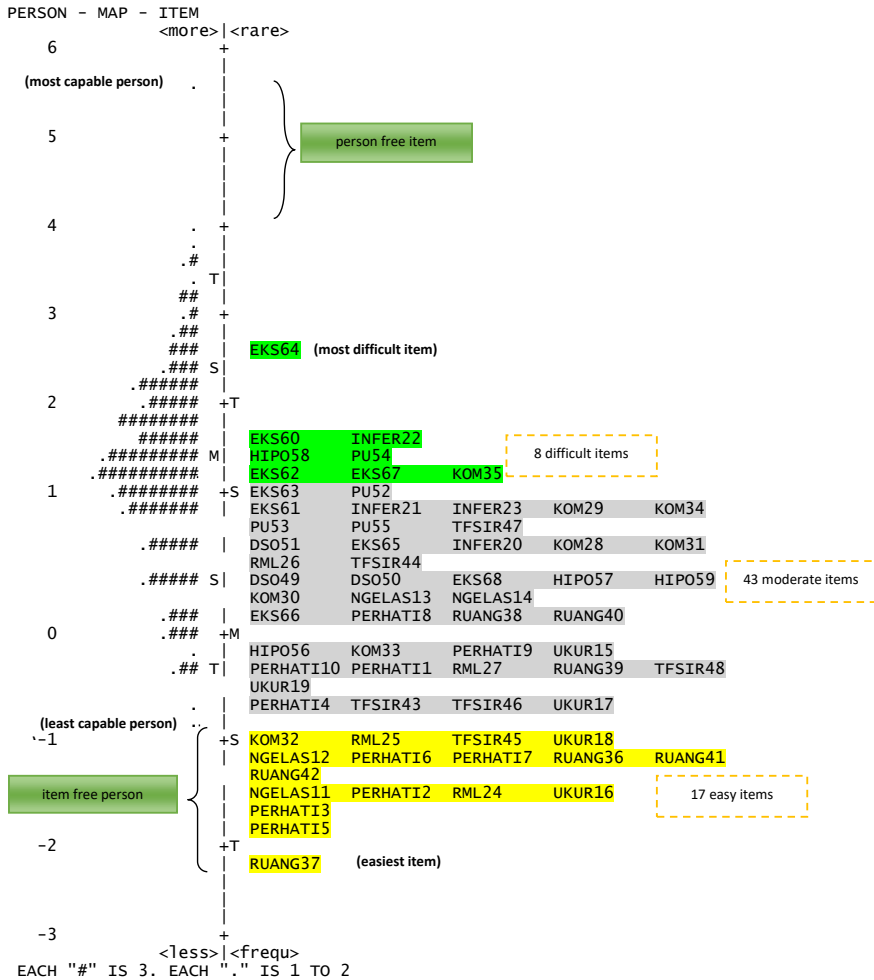 PERSON - MAP - ITEM
<more>|<rare>
6 +
|
(most capable person) . |
|
|
5 +
|
person free item
|
|
4 . +
. |
.# |
. T|
## |
3 .# +
.## |
### | EKS64 (most difficult item)
.### S|
.###### |
2 .##### +T
######## |
###### | EKS60 INFER22
.######### M| HIPO58 PU54 8 difficult items
.########## | EKS62 EKS67 KOM35
1 .######## +S EKS63 PU52
.####### | EKS61 INFER21 INFER23 KOM29 KOM34
PU53 PU55 TFSIR47
.##### | DSO51 EKS65 INFER20 KOM28 KOM31
RML26 TFSIR44
.##### S| DSO49 DSO50 EKS68 HIPO57 HIPO59 43 moderate items
KOM30 NGELAS13 NGELAS14
.### | EKS66 PERHATI8 RUANG38 RUANG40
0 .### +M
. | HIPO56 KOM33 PERHATI9 UKUR15
.## T| PERHATI10 PERHATI1 RML27 RUANG39 TFSIR48
UKUR19
. | PERHATI4 TFSIR43 TFSIR46 UKUR17
(least capable person) . |
-1 +S KOM32 RML25 TFSIR45 UKUR18
| NGELAS12 PERHATI6 PERHATI7 RUANG36 RUANG41
RUANG42
item free person | NGELAS11 PERHATI2 RML24 UKUR16 17 easy items
| PERHATI3
| PERHATI5
-2 +T
| RUANG37 (easiest item)
|
|
|
-3 +
<less>|<frequ>
EACH "#" IS 3. EACH "." IS 1 TO 2